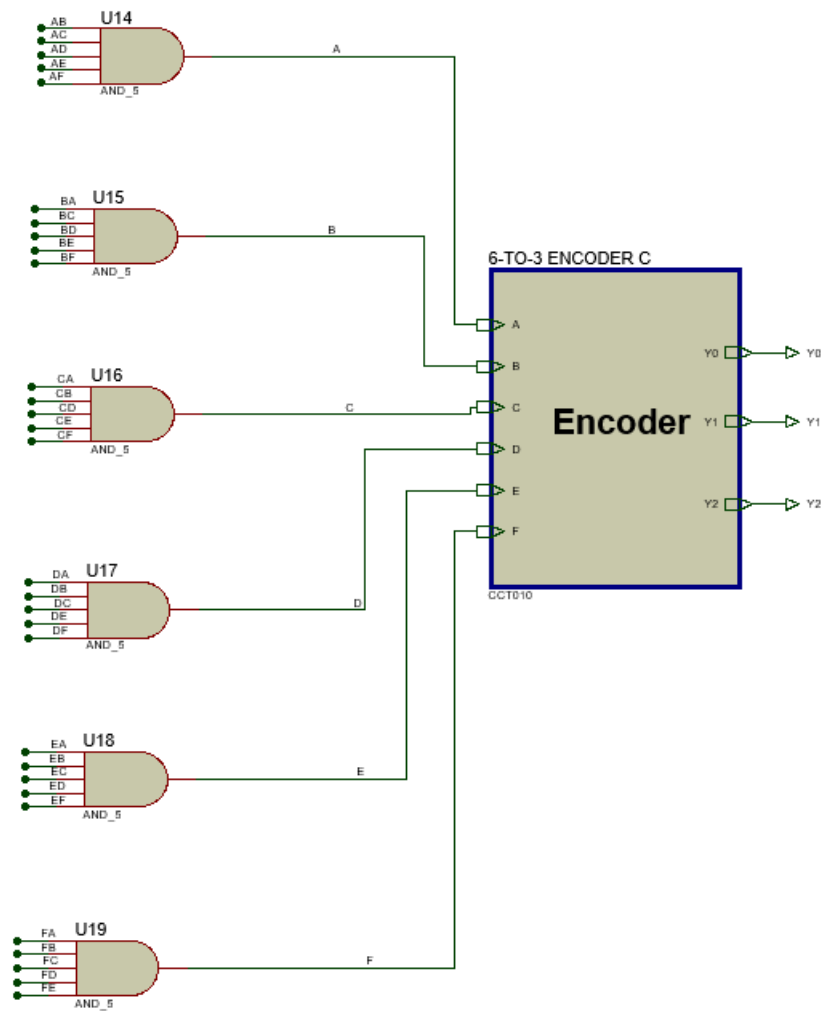 U14
AB
AC
AD
AE
AF
AND_5
A
U15
BA
BC
BD
BE
BF
AND_5
B
6-TO-3 ENCODER C
A
B
C
D
E
F
Encoder
Y0 Y0
Y1 Y1
Y2 Y2
CCT010
U16
CA
CB
CD
CE
CF
AND_5
C
U17
DA
DB
DC
DE
DF
AND_5
D
U18
EA
EB
EC
ED
EF
AND_5
E
U19
FA
FB
FC
FD
FE
AND_5
F